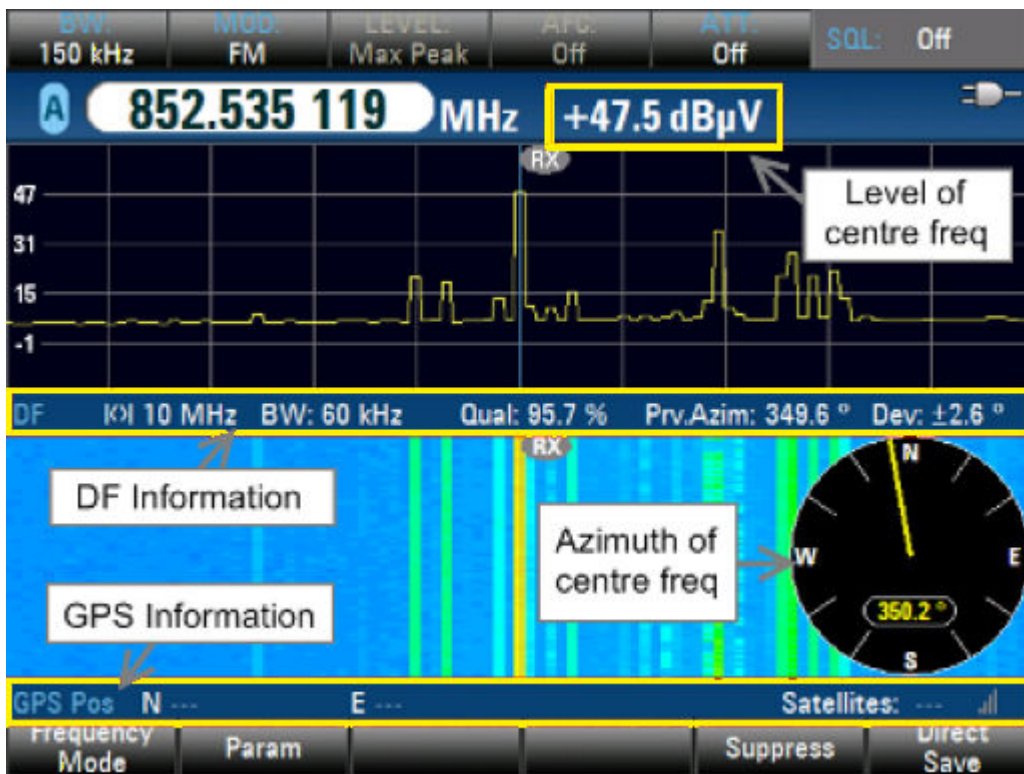 BW: MOD: LEVEL: AFC: ATT: SQL: Off
150 kHz FM Max Peak Off Off
A 852.535 119 MHz +47.5 dBµV
RX
47
31
15
-1
Level of
centre freq
DF 10 MHz BW: 60 kHz Qual: 95.7 % Prv.Azim: 349.6 ° Dev: ±2.6 °
RX
DF Information
GPS Information
Azimuth of
centre freq
N
W E
350.2 °
S
GPS Pos N --- E --- Satellites: ---
Frequency Param Suppress Direct
Mode Save